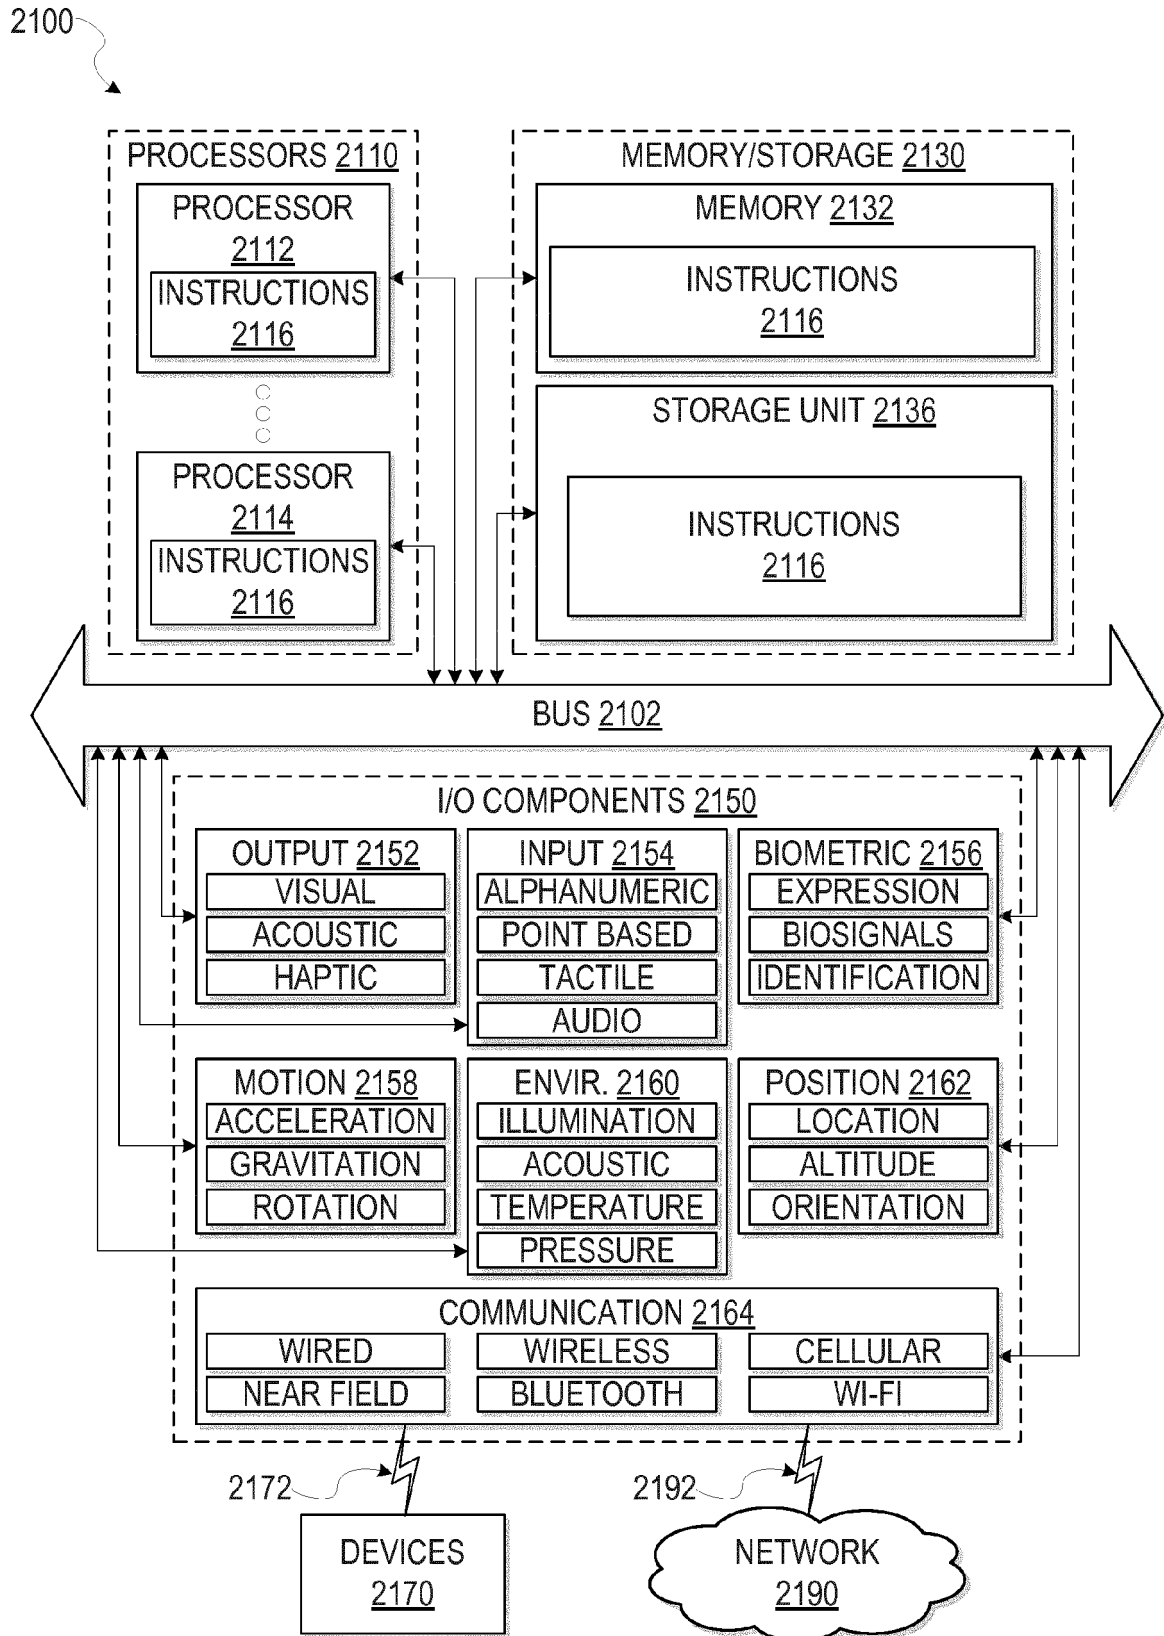 2100
PROCESSORS 2110
PROCESSOR
2112
INSTRUCTIONS
2116
PROCESSOR
2114
INSTRUCTIONS
2116
MEMORY/STORAGE 2130
MEMORY 2132
INSTRUCTIONS
2116
STORAGE UNIT 2136
INSTRUCTIONS
2116
BUS 2102
I/O COMPONENTS 2150
OUTPUT 2152
VISUAL
ACOUSTIC
HAPTIC
INPUT 2154
ALPHANUMERIC
POINT BASED
TACTILE
AUDIO
BIOMETRIC 2156
EXPRESSION
BIOSIGNALS
IDENTIFICATION
MOTION 2158
ACCELERATION
GRAVITATION
ROTATION
ENVIR. 2160
ILLUMINATION
ACOUSTIC
TEMPERATURE
PRESSURE
POSITION 2162
LOCATION
ALTITUDE
ORIENTATION
COMMUNICATION 2164
WIRED
WIRELESS
CELLULAR
NEAR FIELD
BLUETOOTH
WI-FI
2172
2192
DEVICES
2170
NETWORK
2190